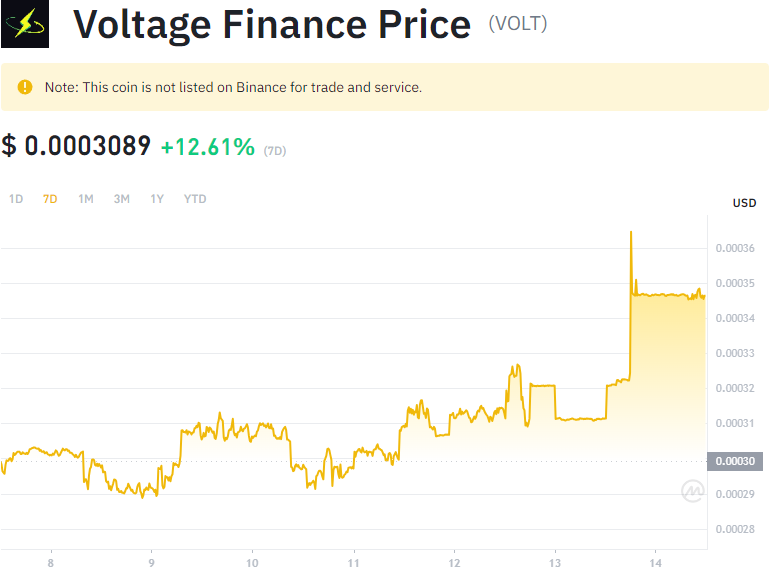 Voltage Finance Price (VOLT)
Note: This coin is not listed on Binance for trade and service.
$ 0.0003089 +12.61% (7D)
1D 7D 1M 3M 1Y YTD
USD
0.00036
0.00035
0.00034
0.00033
0.00032
0.00031
0.00030
0.00029
0.00028
8 9 10 11 12 13 14